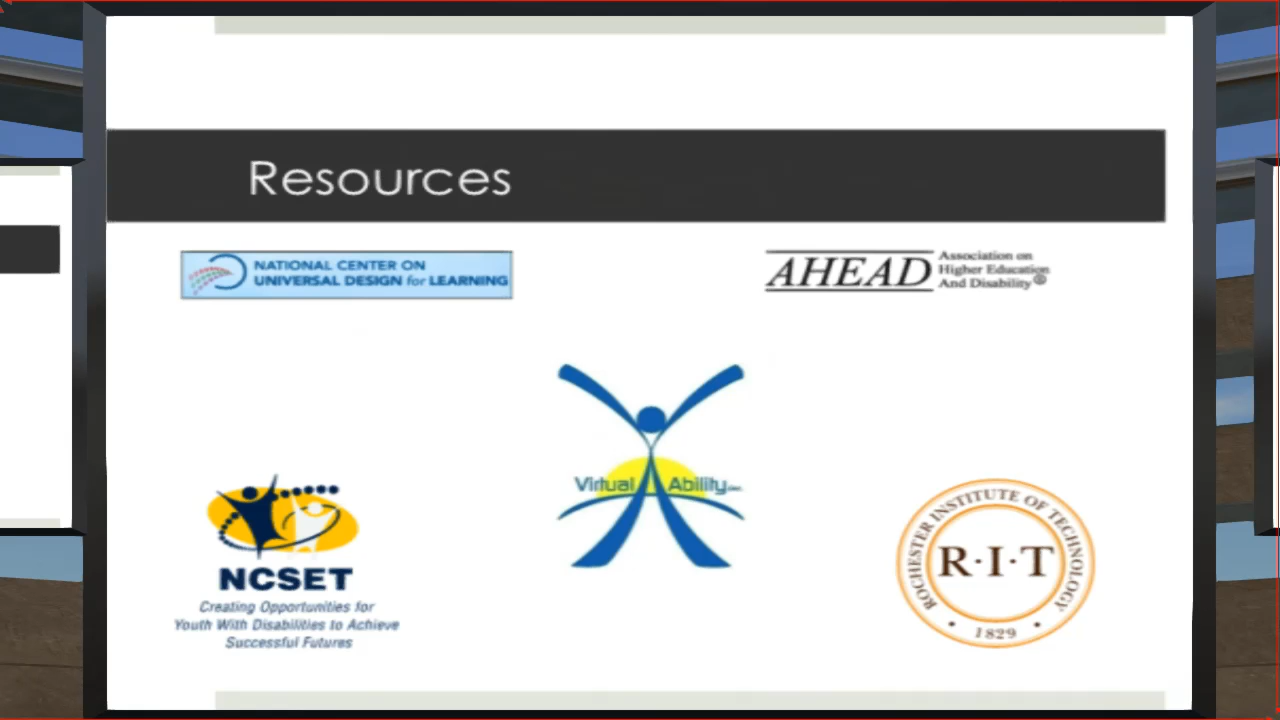 Resources
NATIONAL CENTER ON
UNIVERSAL DESIGN for LEARNING
AHEAD
Association on
Higher Education
And Disability®
Virtual Ability Inc.
NCSET
Creating Opportunities for
Youth With Disabilities to Achieve
Successful Futures
ROCHESTER INSTITUTE OF TECHNOLOGY
R·I·T
• 1829 •